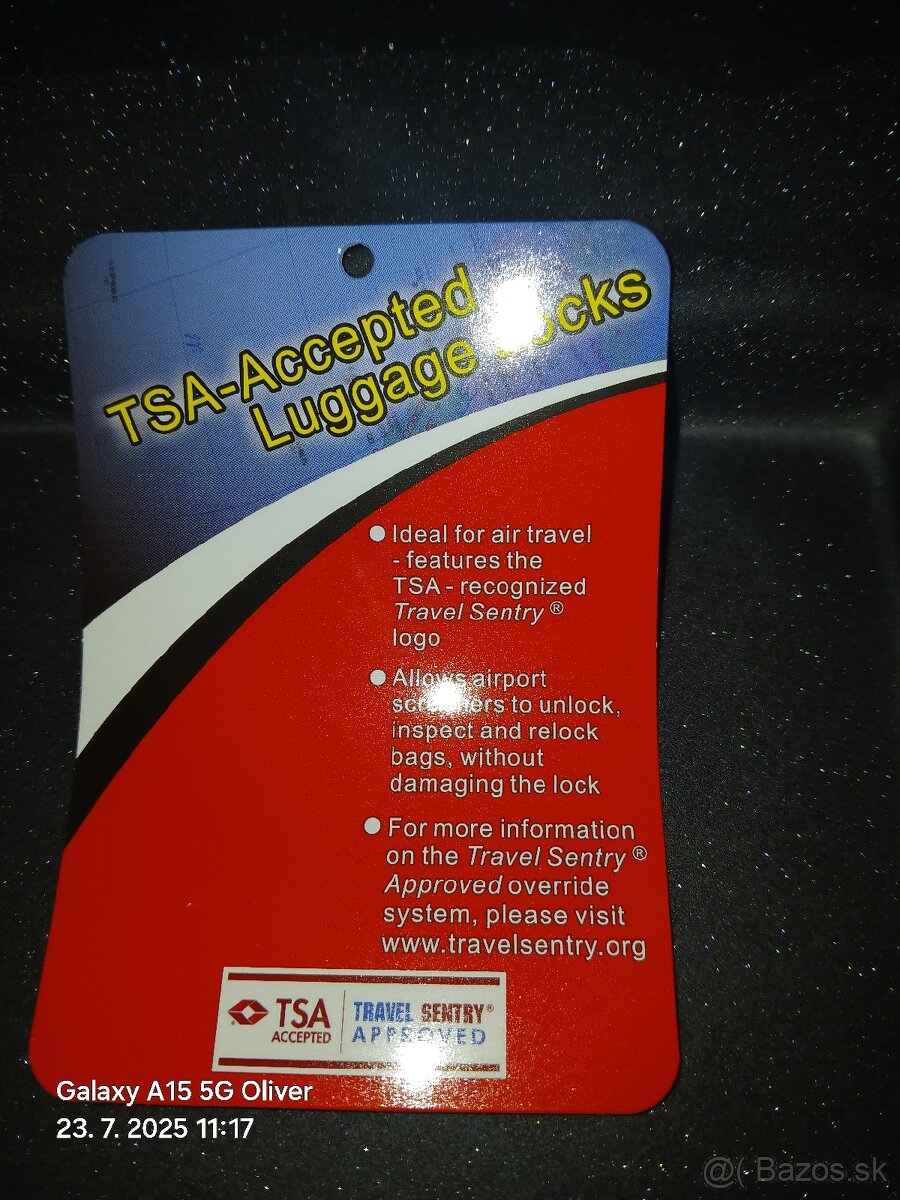 TSA-Accepted
Luggage Locks
Ideal for air travel
- features the
TSA - recognized
Travel Sentry ®
logo
Allows airport
screeners to unlock,
inspect and relock
bags, without
damaging the lock
For more information
on the Travel Sentry ®
Approved override
system, please visit
www.travelsentry.org
TSA
ACCEPTED
TRAVEL SENTRY®
APPROVED
Galaxy A15 5G Oliver
23. 7. 2025 11:17
@( Bazos.sk